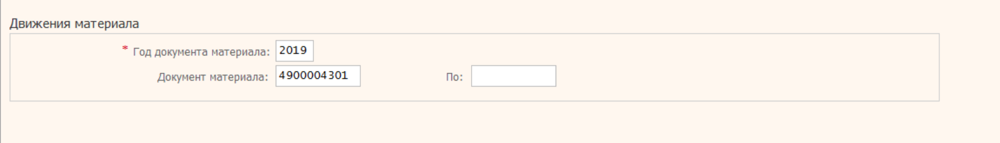 Движения материала
* Год документа материала: 2019
Документ материала: 4900004301 По: